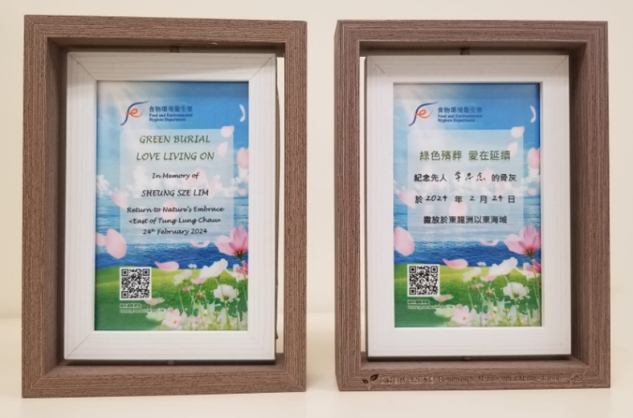 食物環境衞生署
Food and Environmental
Hygiene Department
GREEN BURIAL
LOVE LIVING ON
In Memory of
SHEUNG SZE LIM
Return to Nature's Embrace
<East of Tung Lung Chau>
24th February 2024
食物環境衞生署
Food and Environmental
Hygiene Department
綠色殯葬 愛在延續
紀念先人 的骨灰
於 2024 年 2 月 24 日
撒放於東龍洲以東海域